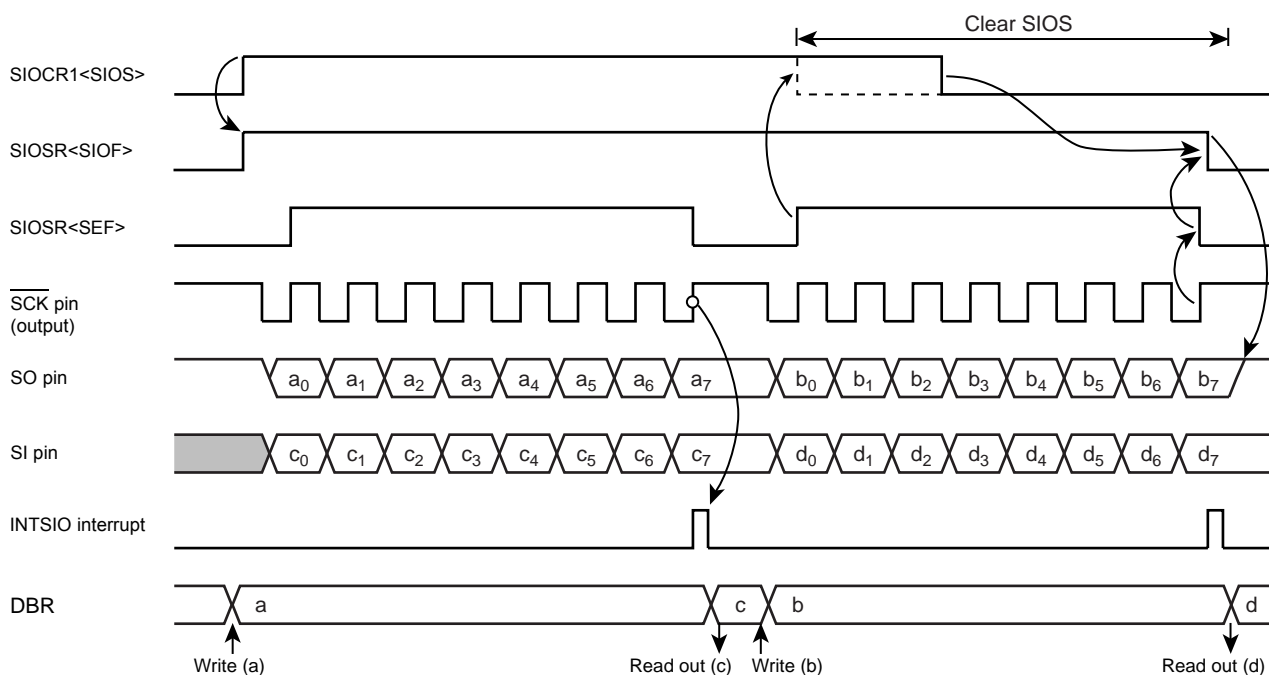 Clear SIOS
SIOCR1<SIOS>
SIOSR<SIOF>
SIOSR<SEF>
SCK pin
(output)
SO pin
a0 a1 a2 a3 a4 a5 a6 a7 b0 b1 b2 b3 b4 b5 b6 b7
SI pin
c0 c1 c2 c3 c4 c5 c6 c7 d0 d1 d2 d3 d4 d5 d6 d7
INTSIO interrupt
DBR
a c b d
Write (a) Read out (c) Write (b) Read out (d)